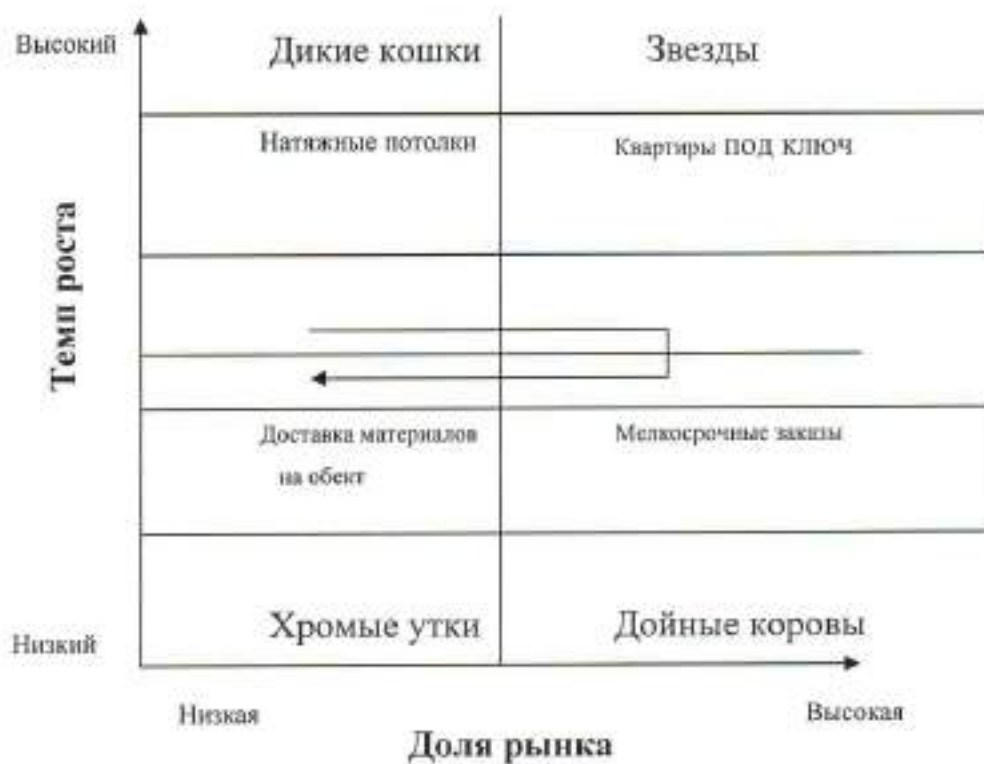 Высокий
Дикие кошки
Звезды
Натяжные потолки
Квартиры ПОД КЛЮЧ
Темп роста
Доставка материалов
на обент
Мелкосрочные заказы
Хромые утки
Дойные коровы
Низкий
Низкая
Высокая
Доля рынка